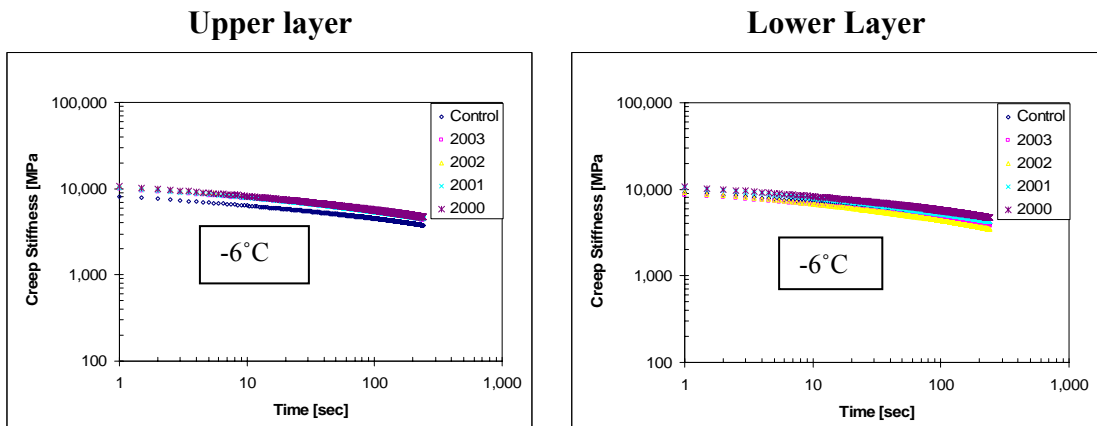 Upper layer
Creep Stiffness [MPa]
100,000
10,000
1,000
100
1
10
100
1,000
Time [sec]
Control
2003
2002
2001
2000
-6˚C
Lower Layer
Creep Stiffness [MPa]
100,000
10,000
1,000
100
1
10
100
1,000
Time [sec]
Control
2003
2002
2001
2000
-6˚C